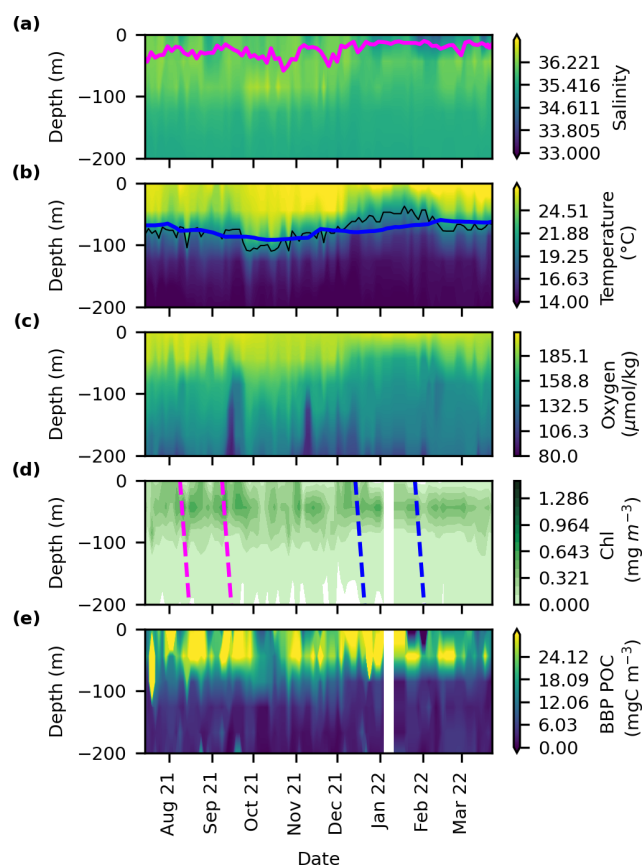 (a)
0
−100
−200
Depth (m)
36.221
35.416
34.611
33.805
33.000
Salinity
(b)
0
−100
−200
Depth (m)
24.51
21.88
19.25
16.63
14.00
Temperature
(°C)
(c)
0
−100
−200
Depth (m)
185.1
158.8
132.5
106.3
80.0
Oxygen
(μmol/kg)
(d)
0
−100
−200
Depth (m)
1.286
0.964
0.643
0.321
0.000
Chl
(mg m⁻³)
(e)
0
−100
−200
Depth (m)
24.12
18.09
12.06
6.03
0.00
BBP POC
(mgC m⁻³)
Aug 21
Sep 21
Oct 21
Nov 21
Dec 21
Jan 22
Feb 22
Mar 22
Date